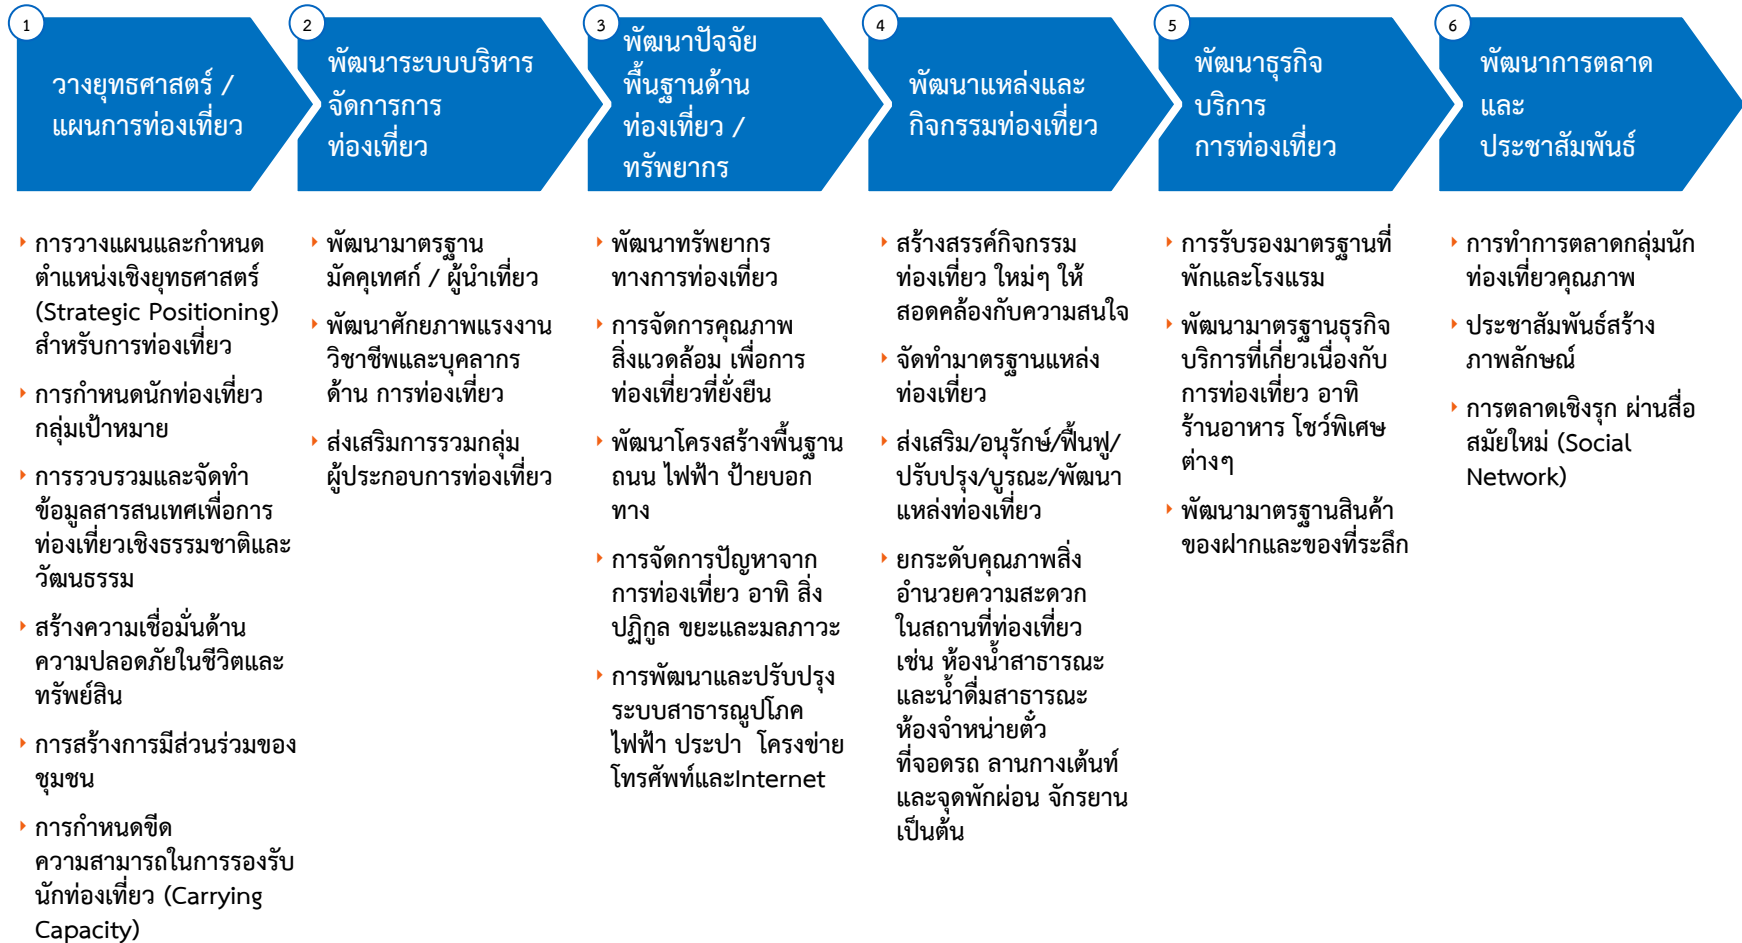 1
วางยุทธศาสตร์ /
แผนการท่องเที่ยว
2
พัฒนาระบบบริหาร
จัดการการ
ท่องเที่ยว
3
พัฒนาปัจจัย
พื้นฐานด้าน
ท่องเที่ยว /
ทรัพยากร
4
พัฒนาแหล่งและ
กิจกรรมท่องเที่ยว
5
พัฒนาธุรกิจ
บริการ
การท่องเที่ยว
6
พัฒนาการตลาด
และ
ประชาสัมพันธ์
การวางแผนและกำหนด
ตำแหน่งเชิงยุทธศาสตร์
(Strategic Positioning)
สำหรับการท่องเที่ยว
การกำหนดนักท่องเที่ยว
กลุ่มเป้าหมาย
การรวบรวมและจัดทำ
ข้อมูลสารสนเทศเพื่อการ
ท่องเที่ยวเชิงธรรมชาติและ
วัฒนธรรม
สร้างความเชื่อมั่นด้าน
ความปลอดภัยในชีวิตและ
ทรัพย์สิน
การสร้างการมีส่วนร่วมของ
ชุมชน
การกำหนดขีด
ความสามารถในการรองรับ
นักท่องเที่ยว (Carrying
Capacity)
พัฒนามาตรฐาน
มัคคุเทศก์ / ผู้นำเที่ยว
พัฒนาศักยภาพแรงงาน
วิชาชีพและบุคลากร
ด้าน การท่องเที่ยว
ส่งเสริมการรวมกลุ่ม
ผู้ประกอบการท่องเที่ยว
พัฒนาทรัพยากร
ทางการท่องเที่ยว
การจัดการคุณภาพ
สิ่งแวดล้อม เพื่อการ
ท่องเที่ยวที่ยั่งยืน
พัฒนาโครงสร้างพื้นฐาน
ถนน ไฟฟ้า ป้ายบอก
ทาง
การจัดการปัญหาจาก
การท่องเที่ยว อาทิ สิ่ง
ปฏิกูล ขยะและมลภาวะ
การพัฒนาและปรับปรุง
ระบบสาธารณูปโภค
ไฟฟ้า ประปา โครงข่าย
โทรศัพท์และInternet
สร้างสรรค์กิจกรรม
ท่องเที่ยว ใหม่ๆ ให้
สอดคล้องกับความสนใจ
จัดทำมาตรฐานแหล่ง
ท่องเที่ยว
ส่งเสริม/อนุรักษ์/ฟื้นฟู/
ปรับปรุง/บูรณะ/พัฒนา
แหล่งท่องเที่ยว
ยกระดับคุณภาพสิ่ง
อำนวยความสะดวก
ในสถานที่ท่องเที่ยว
เช่น ห้องน้ำสาธารณะ
และน้ำดื่มสาธารณะ
ห้องจำหน่ายตั๋ว
ที่จอดรถ ลานกางเต้นท์
และจุดพักผ่อน จักรยาน
เป็นต้น
การรับรองมาตรฐานที่
พักและโรงแรม
พัฒนามาตรฐานธุรกิจ
บริการที่เกี่ยวเนื่องกับ
การท่องเที่ยว อาทิ
ร้านอาหาร โชว์พิเศษ
ต่างๆ
พัฒนามาตรฐานสินค้า
ของฝากและของที่ระลึก
การทำการตลาดกลุ่มนัก
ท่องเที่ยวคุณภาพ
ประชาสัมพันธ์สร้าง
ภาพลักษณ์
การตลาดเชิงรุก ผ่านสื่อ
สมัยใหม่ (Social
Network)